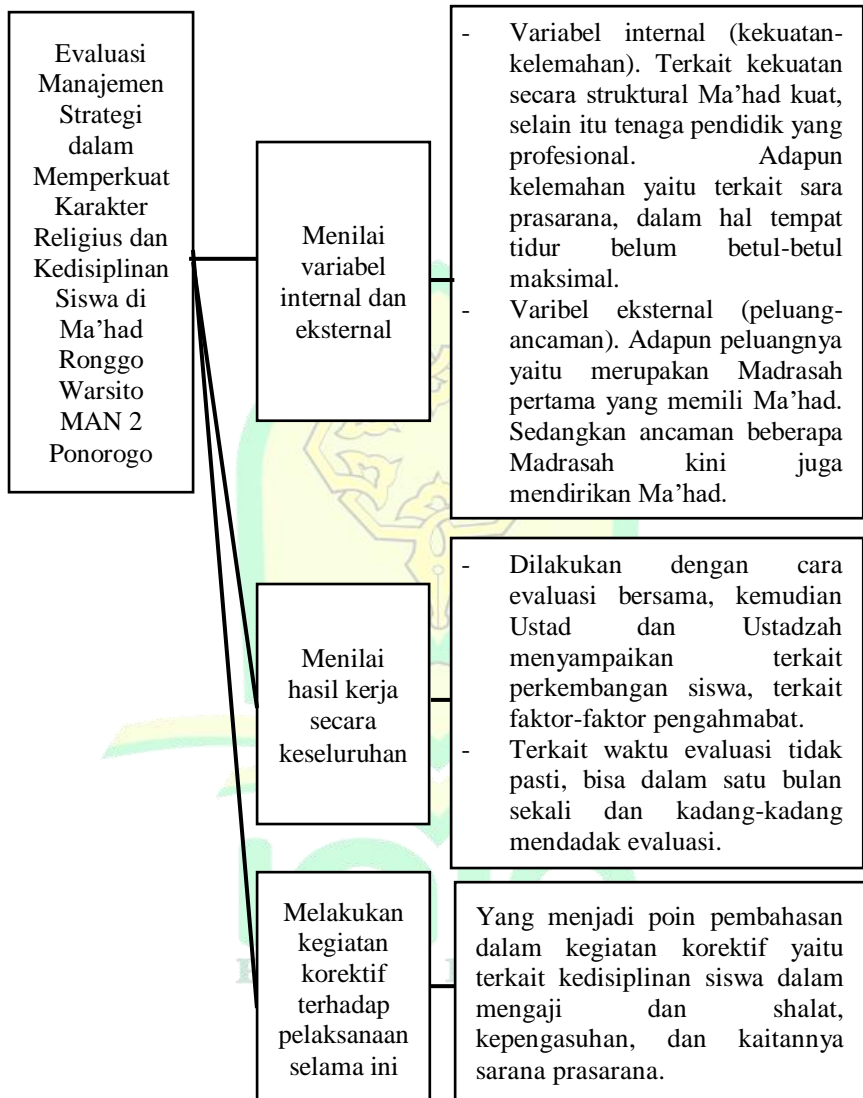 Evaluasi
Manajemen
Strategi
dalam
Memperkuat
Karakter
Religius dan
Kedisiplinan
Siswa di
Ma’had
Ronggo
Warsito
MAN 2
Ponorogo
Menilai
variabel
internal dan
eksternal
- Variabel internal (kekuatan-
kelemahan). Terkait kekuatan
secara struktural Ma’had kuat,
selain itu tenaga pendidik yang
profesional. Adapun
kelemahan yaitu terkait sara
prasarana, dalam hal tempat
tidur belum betul-betul
maksimal.
- Varibel eksternal (peluang-
ancaman). Adapun peluangnya
yaitu merupakan Madrasah
pertama yang memili Ma’had.
Sedangkan ancaman beberapa
Madrasah kini juga
mendirikan Ma’had.
Menilai
hasil kerja
secara
keseluruhan
- Dilakukan dengan cara
evaluasi bersama, kemudian
Ustad dan Ustadzah
menyampaikan terkait
perkembangan siswa, terkait
faktor-faktor pengahmabat.
- Terkait waktu evaluasi tidak
pasti, bisa dalam satu bulan
sekali dan kadang-kadang
mendadak evaluasi.
Melakukan
kegiatan
korektif
terhadap
pelaksanaan
selama ini
Yang menjadi poin pembahasan
dalam kegiatan korektif yaitu
terkait kedisiplinan siswa dalam
mengaji dan shalat,
kepengasuhan, dan kaitannya
sarana prasarana.